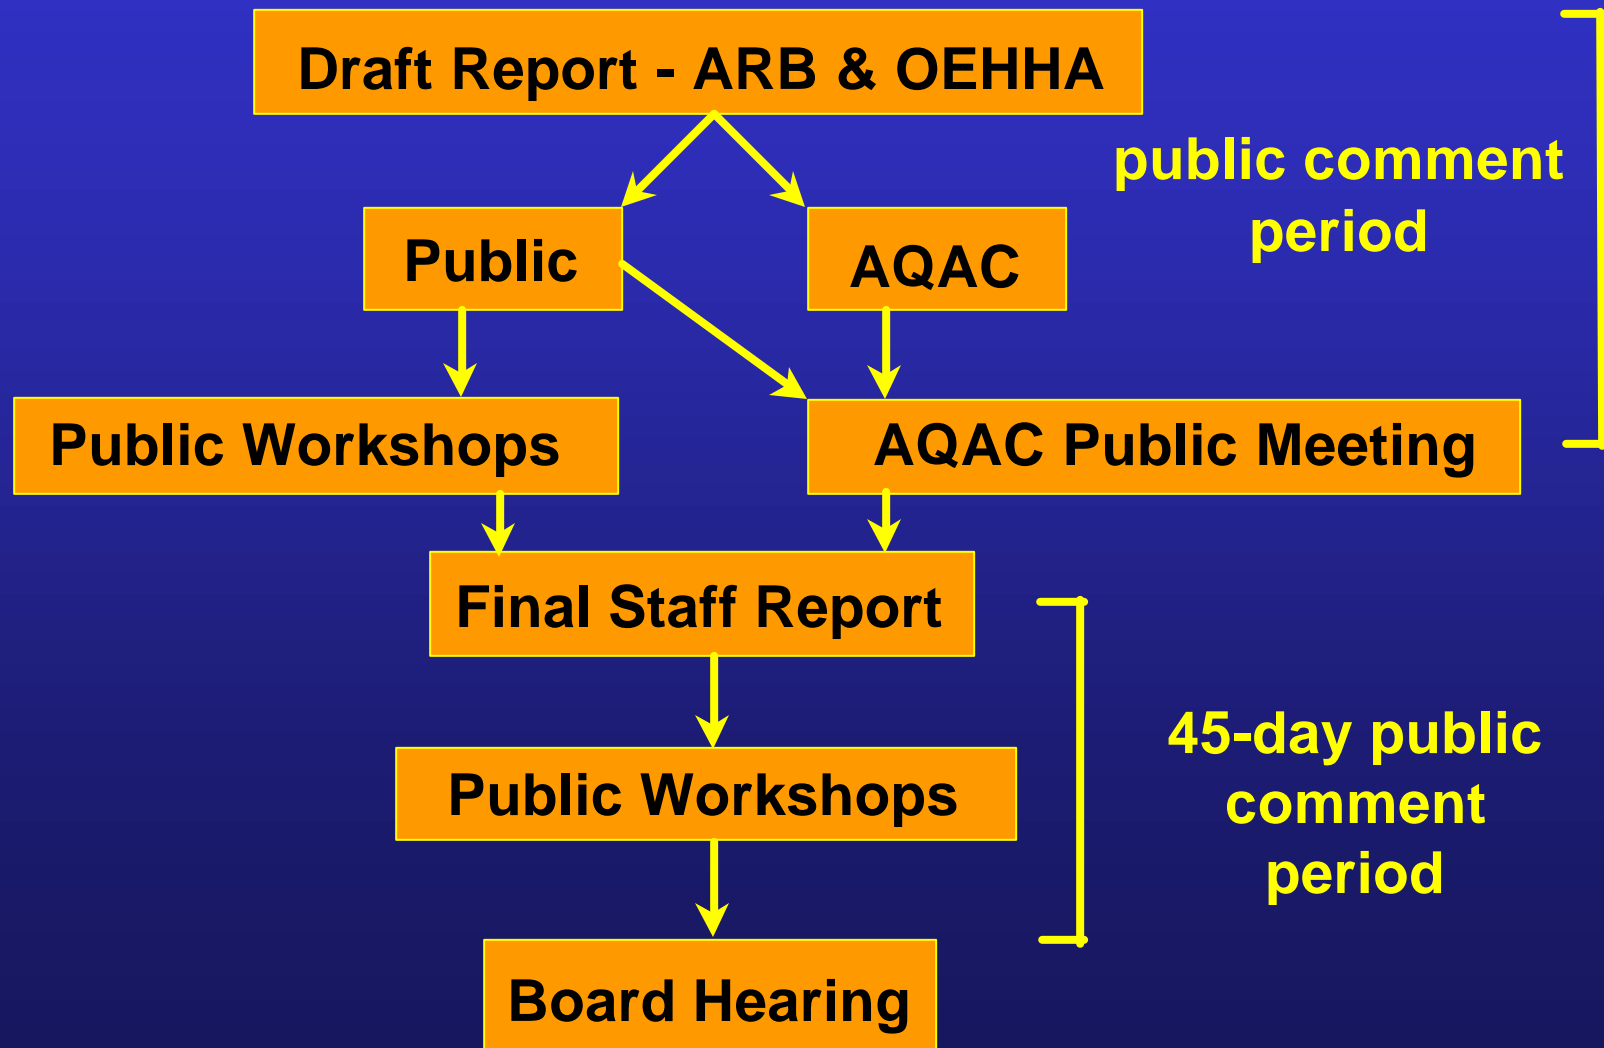 Draft Report - ARB & OEHHA
public comment
period
Public
AQAC
Public Workshops
AQAC Public Meeting
Final Staff Report
45-day public
comment
period
Public Workshops
Board Hearing